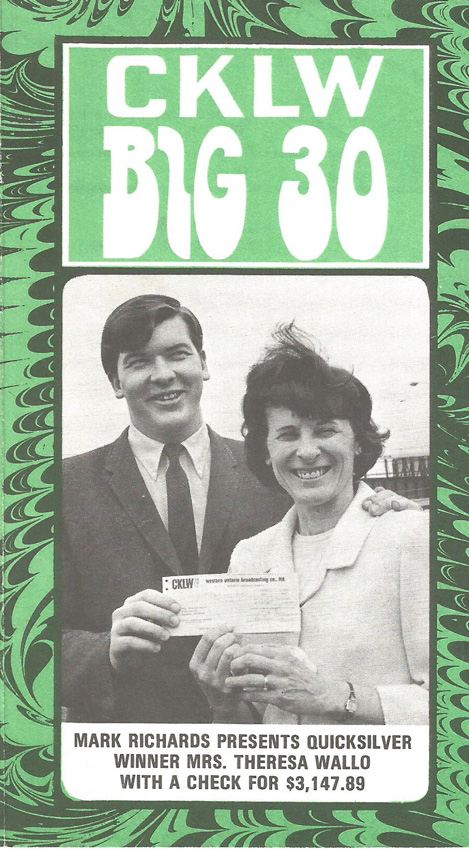 CKLW
BIG 30
CKLW western ontario broadcasting co., ltd
MARK RICHARDS PRESENTS QUICKSILVER
WINNER MRS. THERESA WALLO
WITH A CHECK FOR $3,147.89